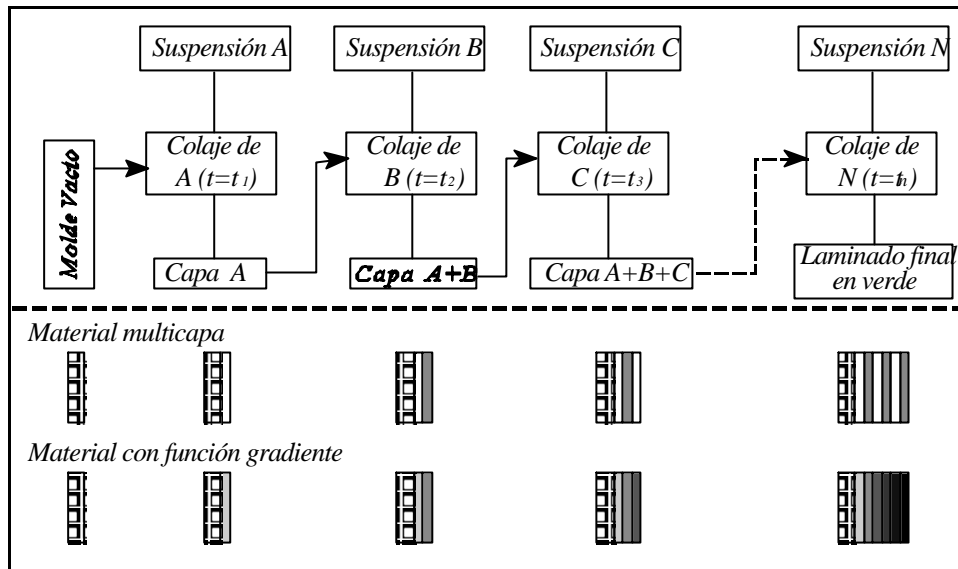 Suspensión A
Suspensión B
Suspensión C
Suspensión N
Molde Vacío
Colaje de
A (t=t₁)
Colaje de
B (t=t₂)
Colaje de
C (t=t₃)
Colaje de
N (t=tn)
Capa A
Capa A+B
Capa A+B+C
Laminado final
en verde
Material multicapa
Material con función gradiente